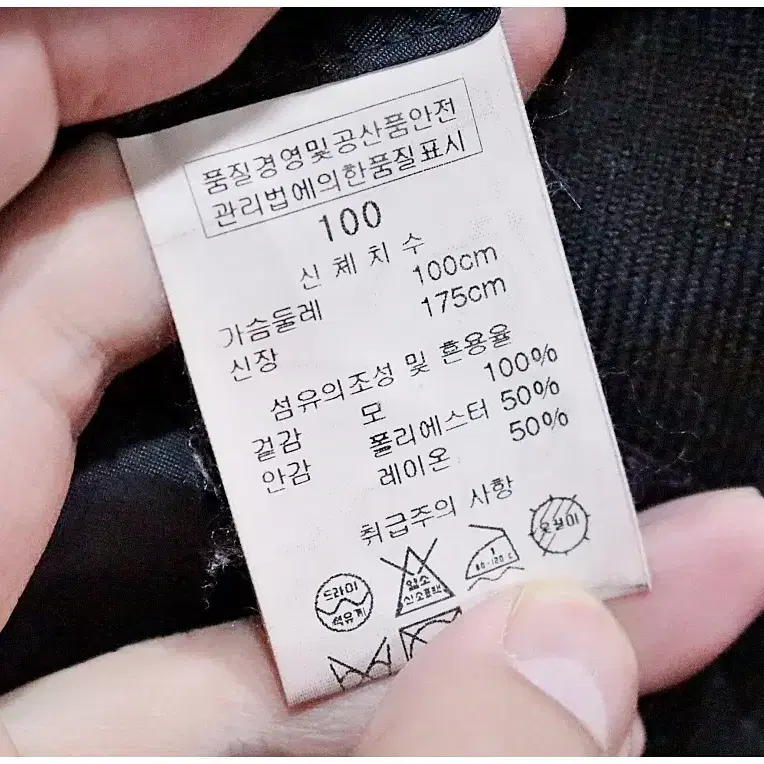 품질경영및공산품안전
관리법에의한품질표시
100
신 체 치 수
가슴둘레 100cm
신장 175cm
섬유의조성 및 혼용율
겉감 모 100%
안감 폴리에스터 50%
레이온 50%
취급주의 사항
드라이
석유계
염소
산소표백
80-120℃